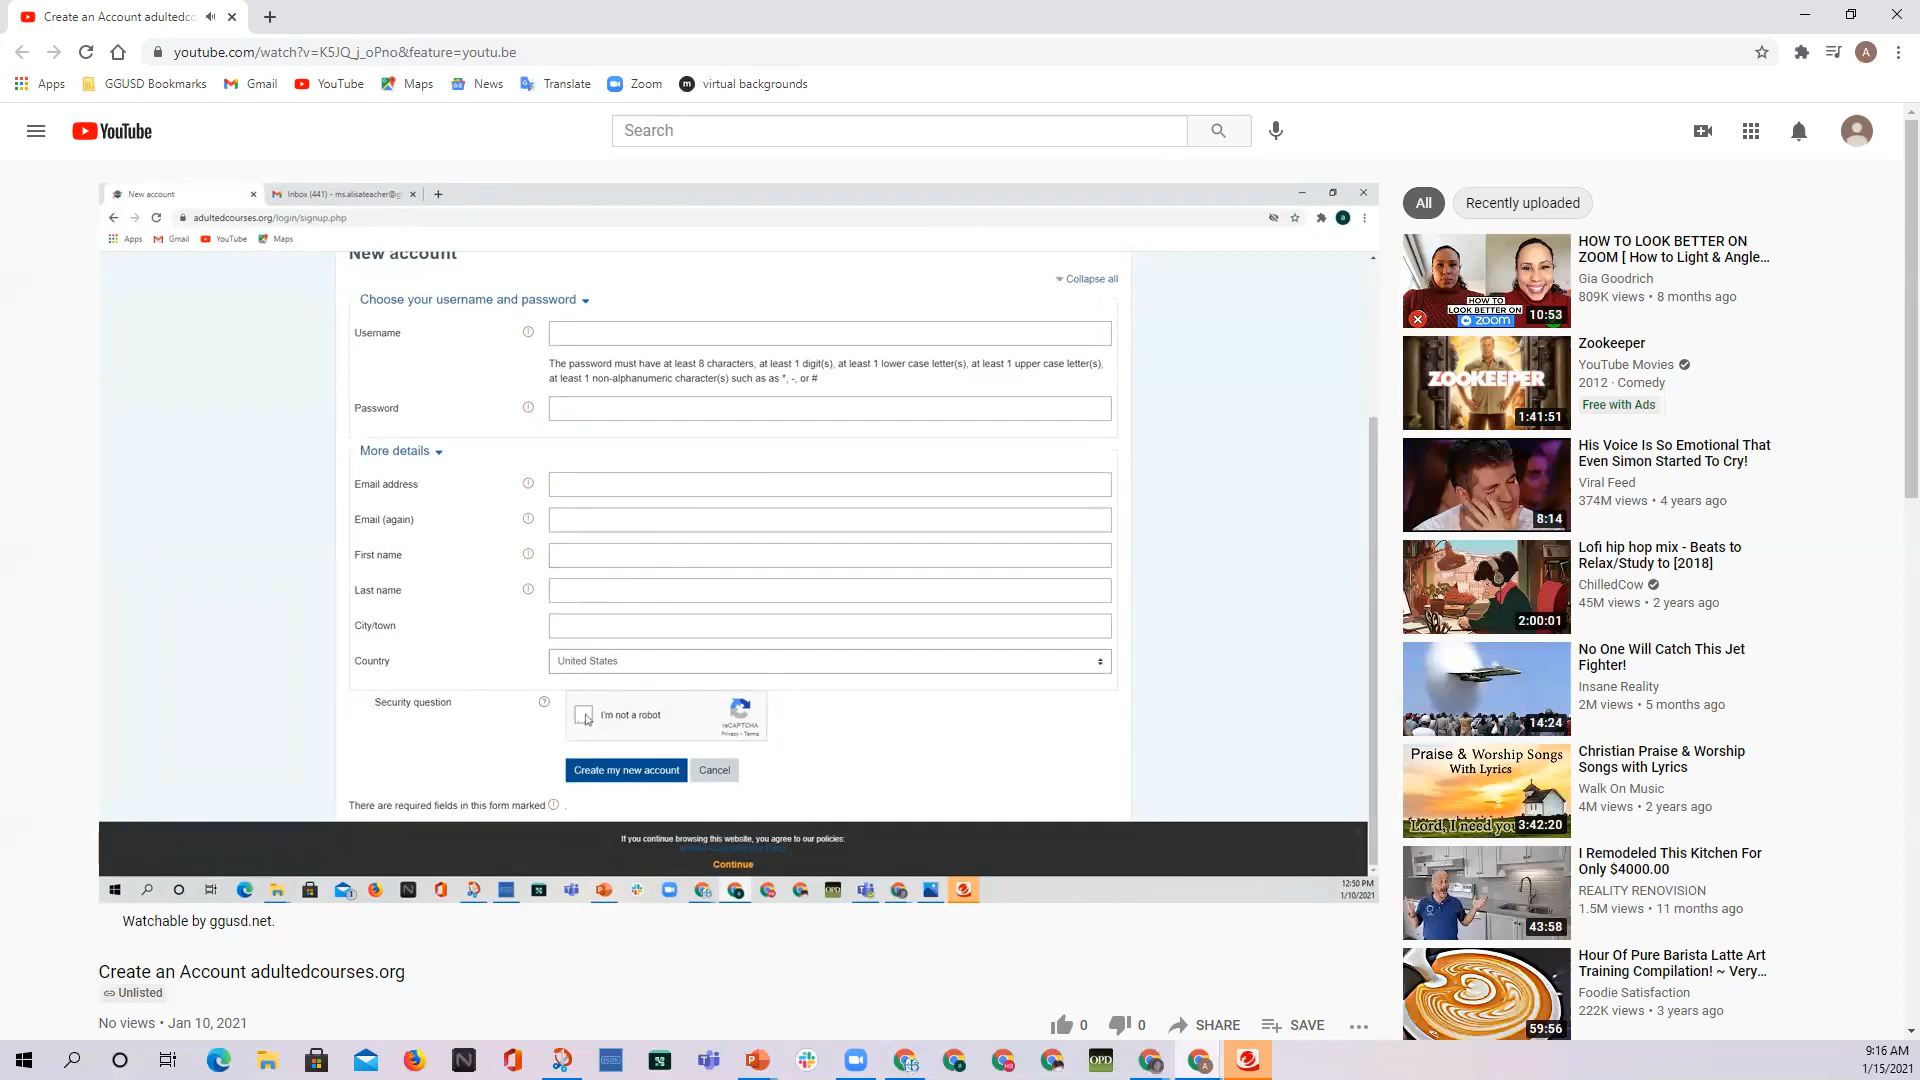 Create an Account adultedcc
youtube.com/watch?v=K5JQ_j_oPno&feature=youtu.be
A
Apps GGUSD Bookmarks Gmail YouTube Maps News Translate Zoom m virtual backgrounds
YouTube
Search
New account
Inbox (441) - ms.alisateacher@g
adultedcourses.org/login/signup.php
a
Apps Gmail YouTube Maps
New account
Collapse all
Choose your username and password
Username
The password must have at least 8 characters, at least 1 digit(s), at least 1 lower case letter(s), at least 1 upper case letter(s),
at least 1 non-alphanumeric character(s) such as as *, -, or #
Password
More details
Email address
Email (again)
First name
Last name
City/town
Country United States
Security question
I'm not a robot
reCAPTCHA
Privacy - Terms
Create my new account Cancel
There are required fields in this form marked .
If you continue browsing this website, you agree to our policies:
Continue
OPD
12:50 PM
1/10/2021
Watchable by ggusd.net.
Create an Account adultedcourses.org
Unlisted
No views • Jan 10, 2021
0 0 SHARE SAVE
All Recently uploaded
HOW TO
LOOK BETTER ON
zoom
10:53
HOW TO LOOK BETTER ON
ZOOM [ How to Light & Angle...
Gia Goodrich
809K views • 8 months ago
ZOOKEEPER
1:41:51
Zookeeper
YouTube Movies
2012 · Comedy
Free with Ads
8:14
His Voice Is So Emotional That
Even Simon Started To Cry!
Viral Feed
374M views • 4 years ago
2:00:01
Lofi hip hop mix - Beats to
Relax/Study to [2018]
ChilledCow
45M views • 2 years ago
14:24
No One Will Catch This Jet
Fighter!
Insane Reality
2M views • 5 months ago
Praise & Worship Songs
With Lyrics
Lord, I need you
3:42:20
Christian Praise & Worship
Songs with Lyrics
Walk On Music
4M views • 2 years ago
43:58
I Remodeled This Kitchen For
Only $4000.00
REALITY RENOVISION
1.5M views • 11 months ago
59:56
Hour Of Pure Barista Latte Art
Training Compilation! ~ Very...
Foodie Satisfaction
222K views • 3 years ago
OPD
9:16 AM
1/15/2021